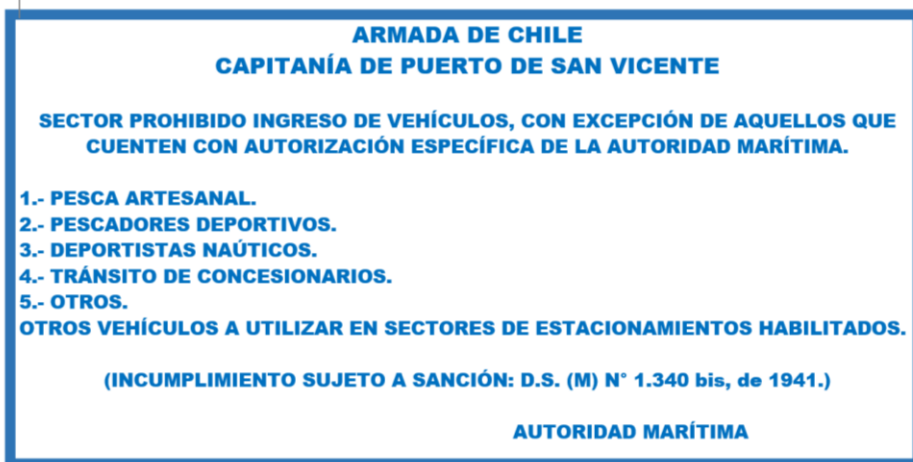 ARMADA DE CHILE
CAPITANÍA DE PUERTO DE SAN VICENTE
SECTOR PROHIBIDO INGRESO DE VEHÍCULOS, CON EXCEPCIÓN DE AQUELLOS QUE
CUENTEN CON AUTORIZACIÓN ESPECÍFICA DE LA AUTORIDAD MARÍTIMA.
1.- PESCA ARTESANAL.
2.- PESCADORES DEPORTIVOS.
3.- DEPORTISTAS NAÚTICOS.
4.- TRÁNSITO DE CONCESIONARIOS.
5.- OTROS.
OTROS VEHÍCULOS A UTILIZAR EN SECTORES DE ESTACIONAMIENTOS HABILITADOS.
(INCUMPLIMIENTO SUJETO A SANCIÓN: D.S. (M) N° 1.340 bis, de 1941.)
AUTORIDAD MARÍTIMA